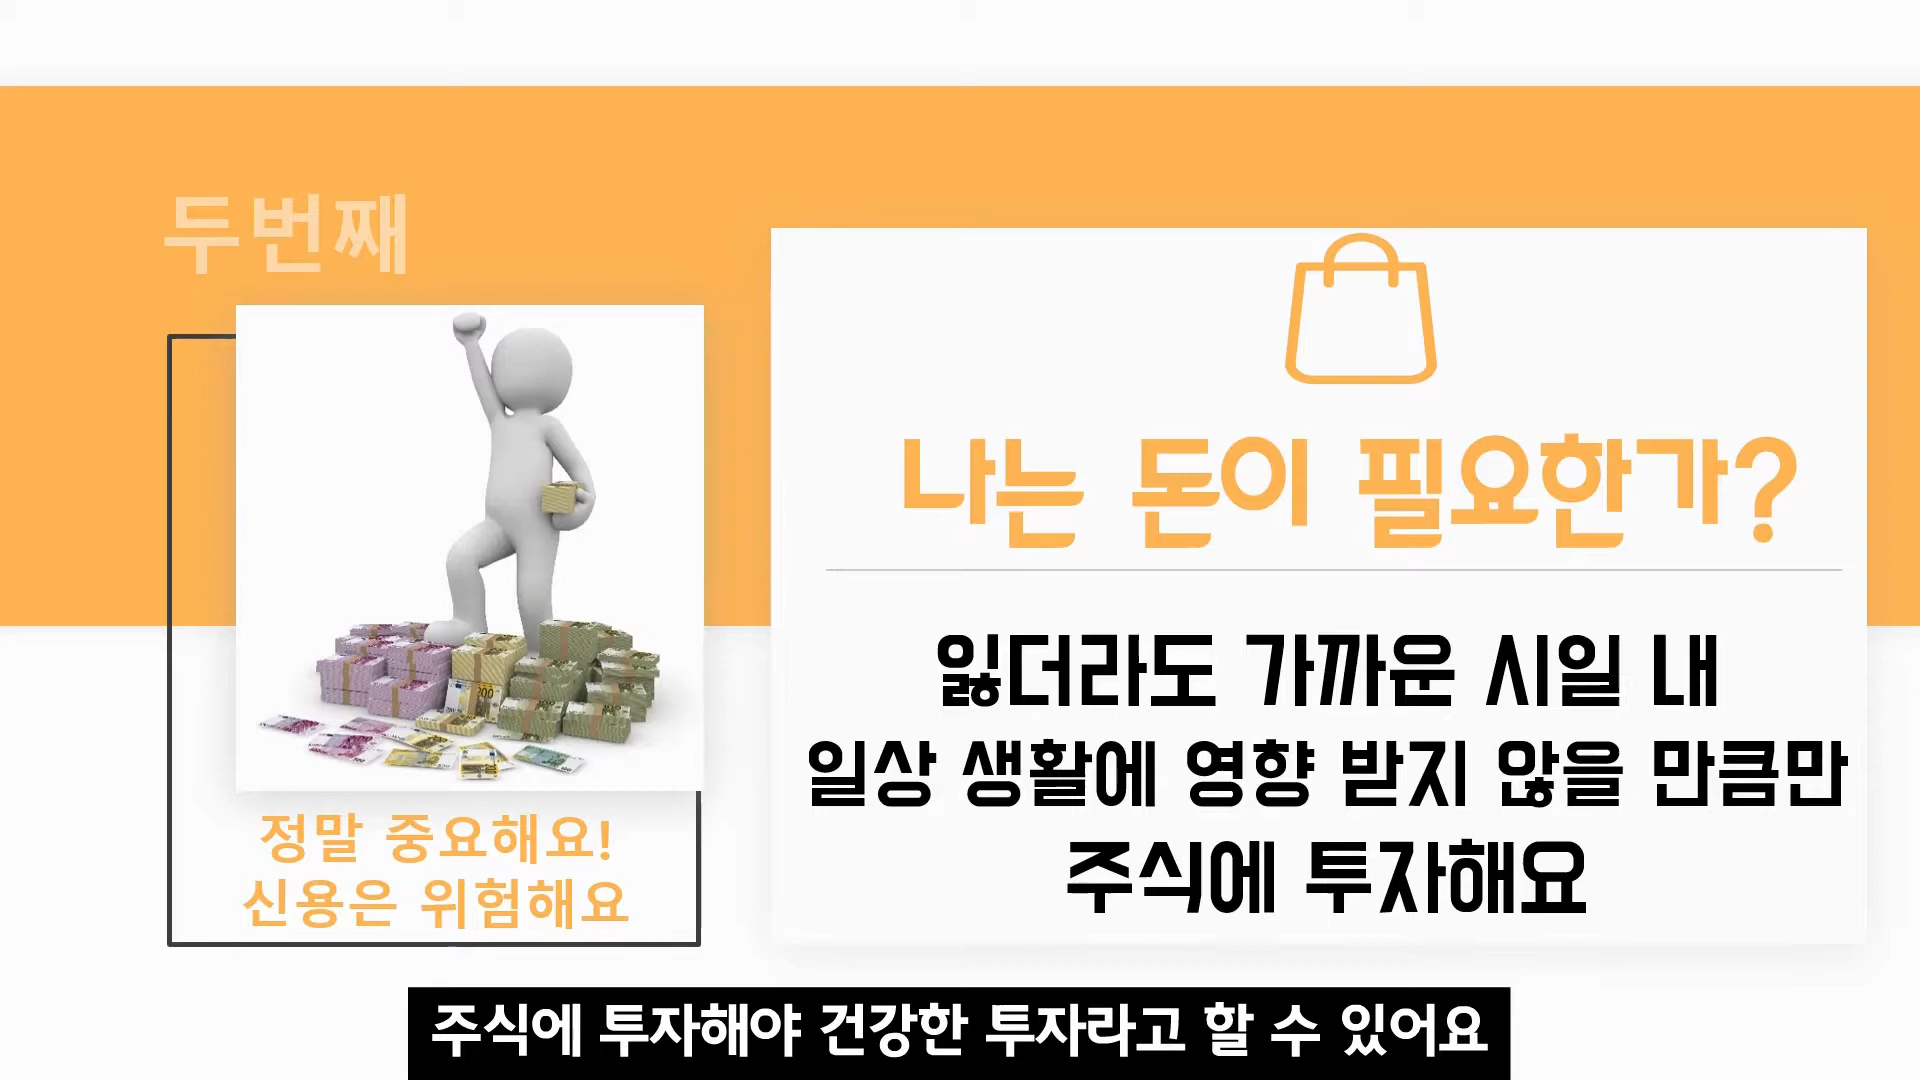 두번째
나는 돈이 필요한가?
잃더라도 가까운 시일 내
일상 생활에 영향 받지 않을 만큼만
주식에 투자해요
정말 중요해요!
신용은 위험해요
주식에 투자해야 건강한 투자라고 할 수 있어요